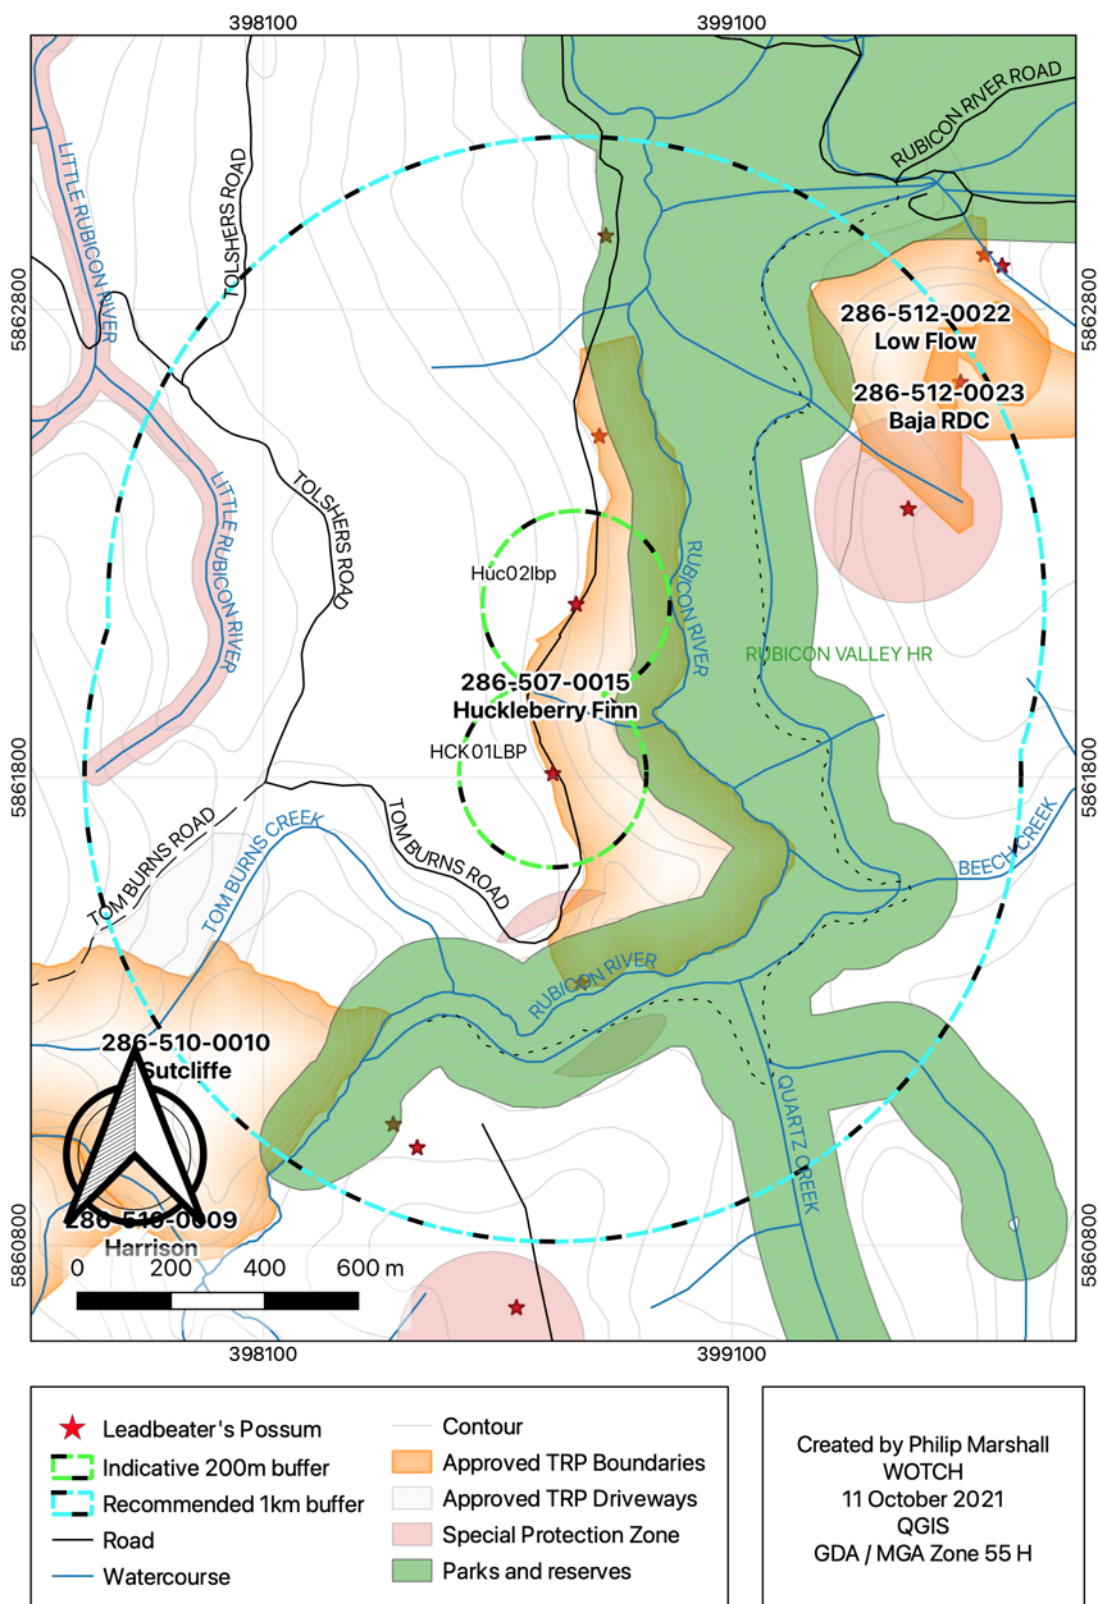 398100
399100
RUBICON RIVER ROAD
LITTLE RUBICON RIVER
TOLSHERS ROAD
5862800
5862800
286-512-0022
Low Flow
286-512-0023
Baja RDC
TOLSHERS ROAD
LITTLE RUBICON RIVER
Huc02lbp
RUBICON RIVER
RUBICON VALLEY HR
286-507-0015
Huckleberry Finn
HCK01LBP
5861800
5861800
TOM BURNS ROAD
TOM BURNS CREEK
TOM BURNS ROAD
BEECH CREEK
RUBICON RIVER
286-510-0010
Sutcliffe
QUARTZ CREEK
286-510-0009
Harrison
5860800
5860800
0 200 400 600 m
398100
399100
Leadbeater's Possum
Indicative 200m buffer
Recommended 1km buffer
Road
Watercourse
Contour
Approved TRP Boundaries
Approved TRP Driveways
Special Protection Zone
Parks and reserves
Created by Philip Marshall
WOTCH
11 October 2021
QGIS
GDA / MGA Zone 55 H